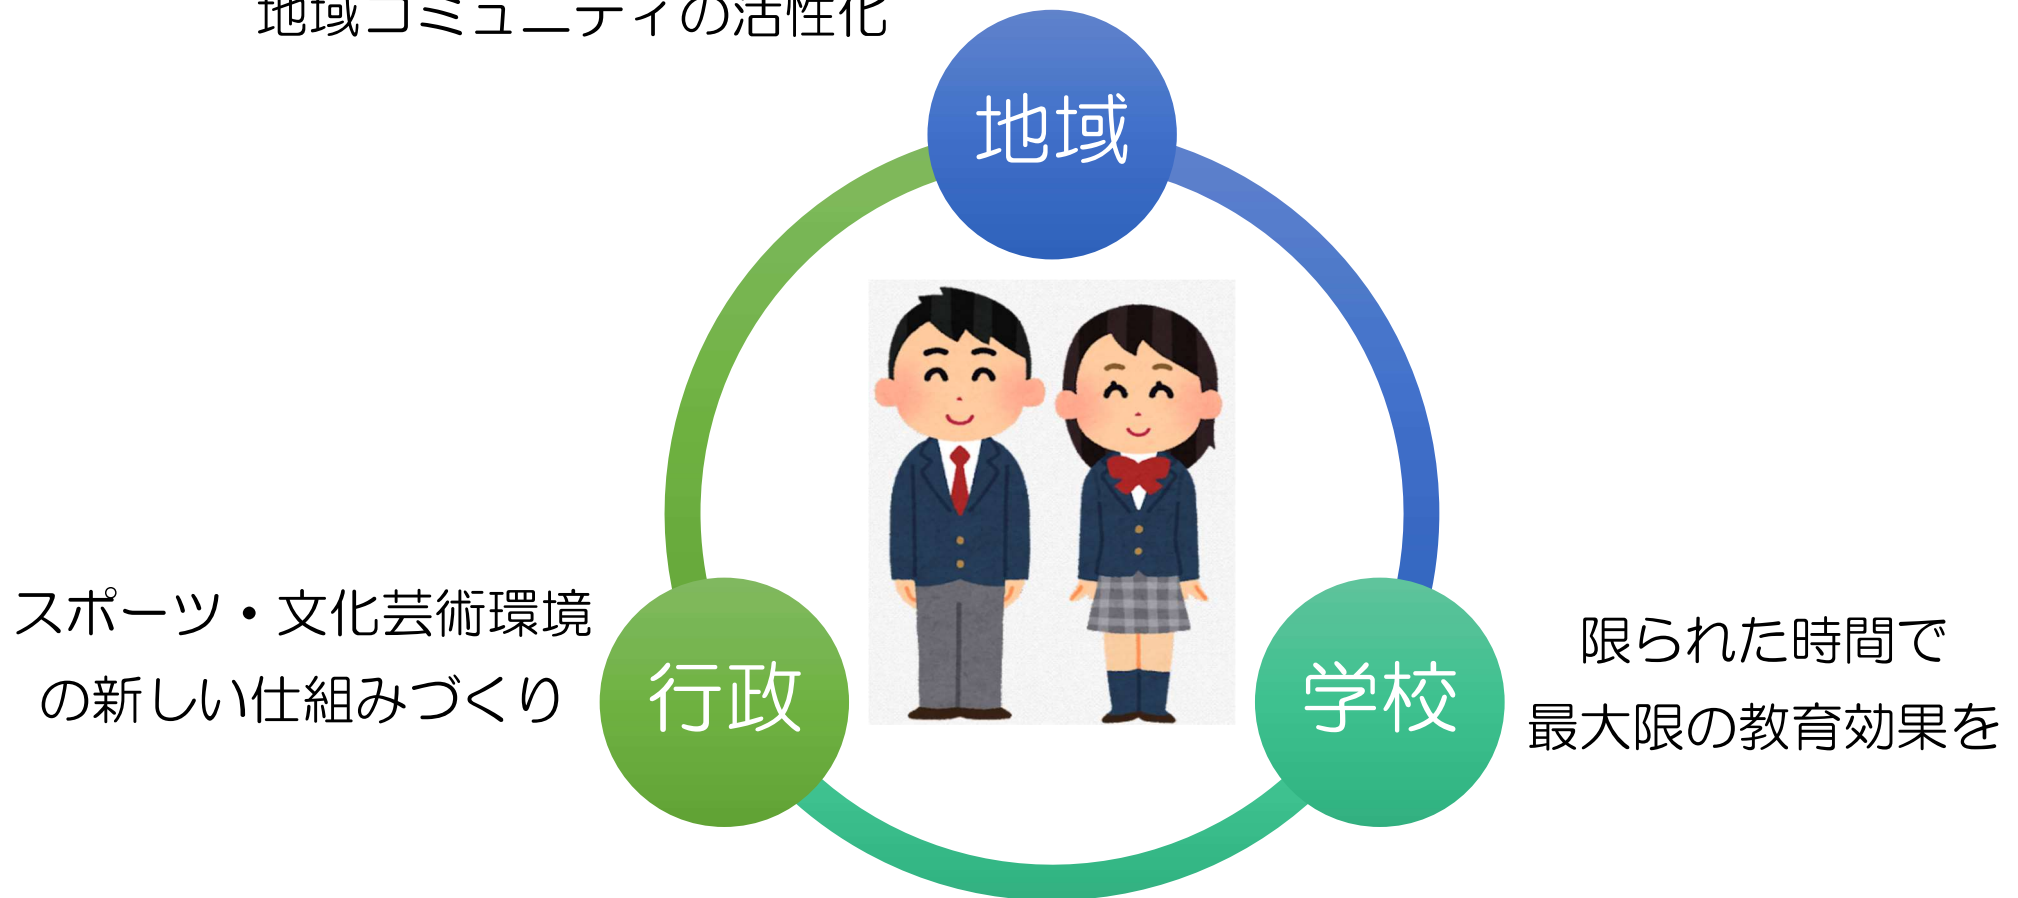 地域コミュニティの活性化
地域
スポーツ・文化芸術環境
の新しい仕組みづくり
行政
学校
限られた時間で
最大限の教育効果を